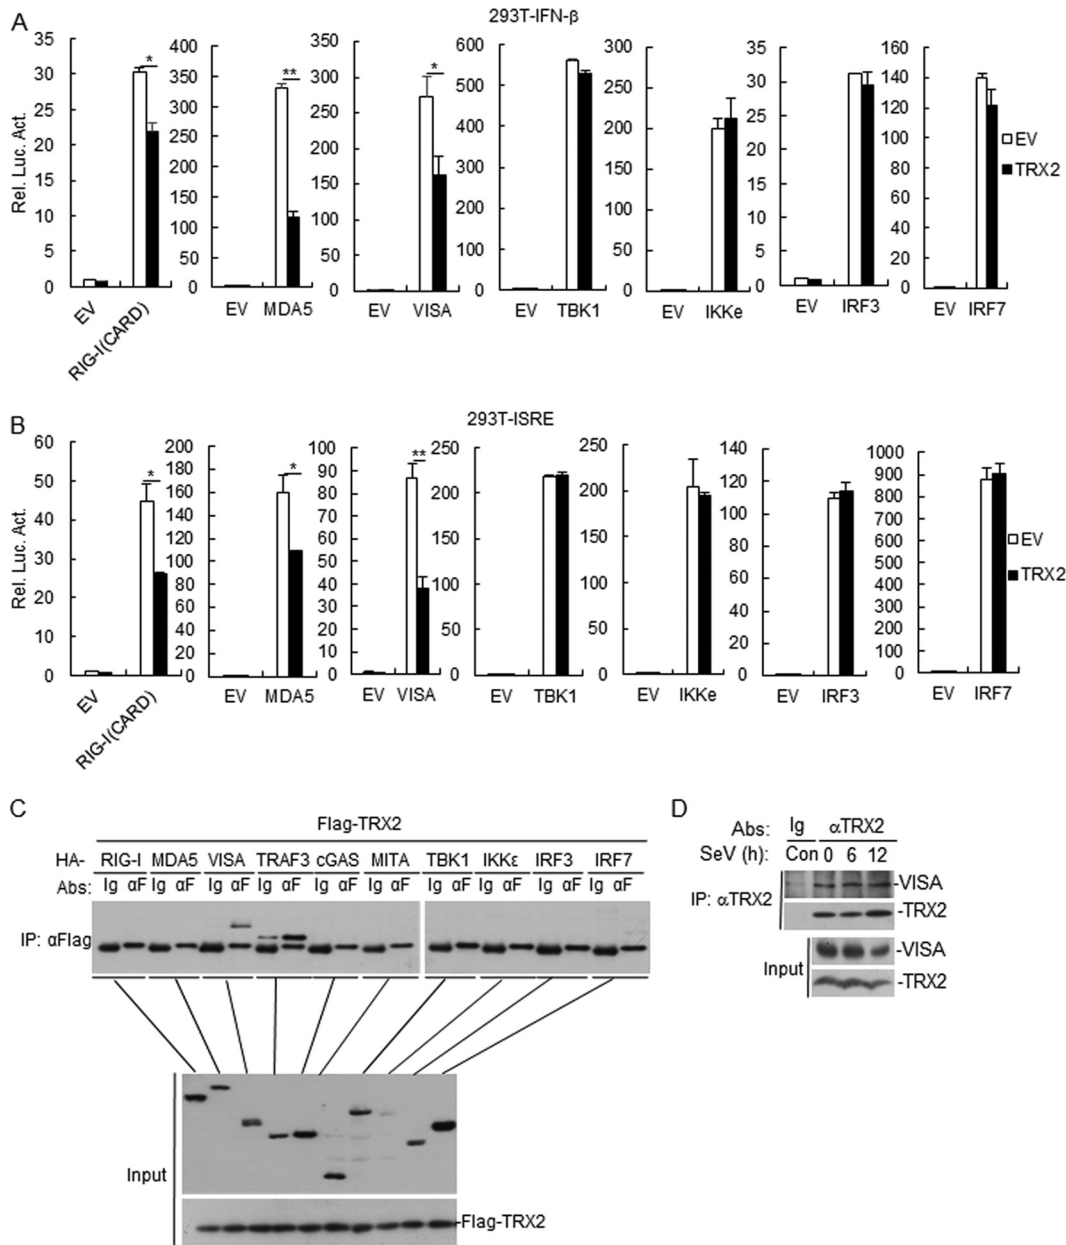 A
293T-IFN-β
Rel. Luc. Act.
35
30
25
20
15
10
5
0
*
EV
RIG-I(CARD)
400
350
300
250
200
150
100
50
0
**
EV MDA5
350
300
250
200
150
100
50
0
*
EV VISA
600
500
400
300
200
100
0
EV TBK1
300
250
200
150
100
50
0
EV IKKe
35
30
25
20
15
10
5
0
EV IRF3
160
140
120
100
80
60
40
20
0
EV IRF7
EV
TRX2
B
293T-ISRE
Rel. Luc. Act.
60
50
40
30
20
10
0
*
EV
RIG-I(CARD)
200
180
160
140
120
100
80
60
40
20
0
*
EV MDA5
100
90
80
70
60
50
40
30
20
10
0
**
EV VISA
250
200
150
100
50
0
EV TBK1
250
200
150
100
50
0
EV IKKe
140
120
100
80
60
40
20
0
EV IRF3
1000
900
800
700
600
500
400
300
200
100
0
EV IRF7
EV
TRX2
C
Flag-TRX2
HA- RIG-I MDA5 VISA TRAF3 cGAS MITA TBK1 IKKε IRF3 IRF7
Abs: Ig αF Ig αF Ig αF Ig αF Ig αF Ig αF Ig αF Ig αF Ig αF Ig αF
IP: αFlag
Input
-Flag-TRX2
D
Abs: Ig αTRX2
SeV (h): Con 0 6 12
IP: αTRX2
-VISA
-TRX2
Input
-VISA
-TRX2